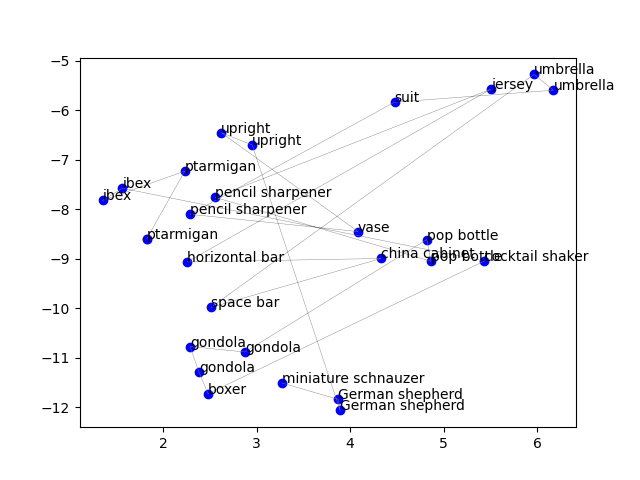 umbrella
umbrella
jersey
suit
upright
upright
ptarmigan
ibex
ibex
pencil sharpener
pencil sharpener
vase
ptarmigan
pop bottle
horizontal bar
china cabinet
pop bottle
cocktail shaker
space bar
gondola
gondola
gondola
boxer
miniature schnauzer
German shepherd
German shepherd
−5
−6
−7
−8
−9
−10
−11
−12
2 3 4 5 6